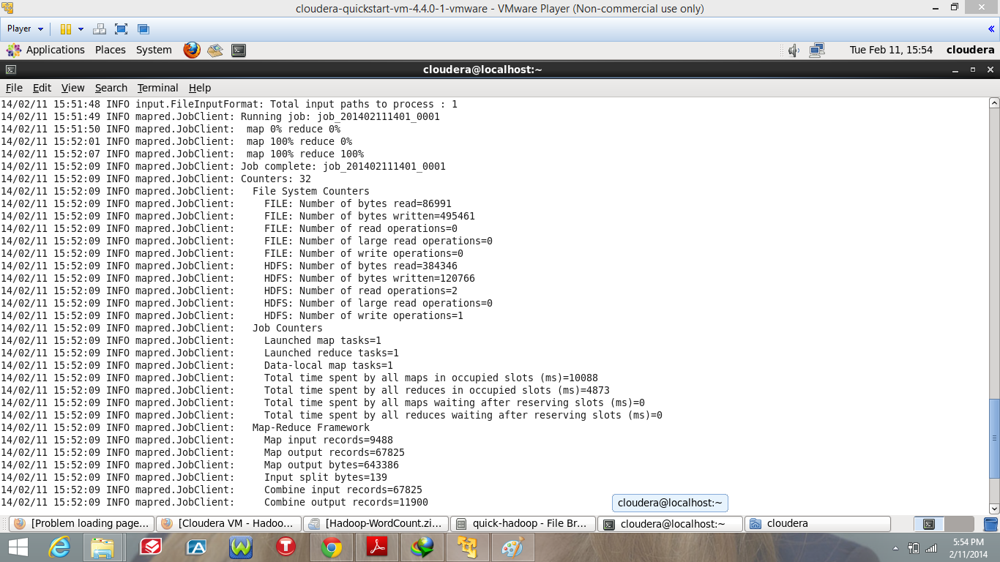 cloudera-quickstart-vm-4.4.0-1-vmware - VMware Player (Non-commercial use only)
Player
Applications Places System Tue Feb 11, 15:54 cloudera
cloudera@localhost:~
File Edit View Search Terminal Help
14/02/11 15:51:48 INFO input.FileInputFormat: Total input paths to process : 1
14/02/11 15:51:49 INFO mapred.JobClient: Running job: job_201402111401_0001
14/02/11 15:51:50 INFO mapred.JobClient:  map 0% reduce 0%
14/02/11 15:52:01 INFO mapred.JobClient:  map 100% reduce 0%
14/02/11 15:52:07 INFO mapred.JobClient:  map 100% reduce 100%
14/02/11 15:52:09 INFO mapred.JobClient: Job complete: job_201402111401_0001
14/02/11 15:52:09 INFO mapred.JobClient: Counters: 32
14/02/11 15:52:09 INFO mapred.JobClient:   File System Counters
14/02/11 15:52:09 INFO mapred.JobClient:     FILE: Number of bytes read=86991
14/02/11 15:52:09 INFO mapred.JobClient:     FILE: Number of bytes written=495461
14/02/11 15:52:09 INFO mapred.JobClient:     FILE: Number of read operations=0
14/02/11 15:52:09 INFO mapred.JobClient:     FILE: Number of large read operations=0
14/02/11 15:52:09 INFO mapred.JobClient:     FILE: Number of write operations=0
14/02/11 15:52:09 INFO mapred.JobClient:     HDFS: Number of bytes read=384346
14/02/11 15:52:09 INFO mapred.JobClient:     HDFS: Number of bytes written=120766
14/02/11 15:52:09 INFO mapred.JobClient:     HDFS: Number of read operations=2
14/02/11 15:52:09 INFO mapred.JobClient:     HDFS: Number of large read operations=0
14/02/11 15:52:09 INFO mapred.JobClient:     HDFS: Number of write operations=1
14/02/11 15:52:09 INFO mapred.JobClient:   Job Counters
14/02/11 15:52:09 INFO mapred.JobClient:     Launched map tasks=1
14/02/11 15:52:09 INFO mapred.JobClient:     Launched reduce tasks=1
14/02/11 15:52:09 INFO mapred.JobClient:     Data-local map tasks=1
14/02/11 15:52:09 INFO mapred.JobClient:     Total time spent by all maps in occupied slots (ms)=10088
14/02/11 15:52:09 INFO mapred.JobClient:     Total time spent by all reduces in occupied slots (ms)=4873
14/02/11 15:52:09 INFO mapred.JobClient:     Total time spent by all maps waiting after reserving slots (ms)=0
14/02/11 15:52:09 INFO mapred.JobClient:     Total time spent by all reduces waiting after reserving slots (ms)=0
14/02/11 15:52:09 INFO mapred.JobClient:   Map-Reduce Framework
14/02/11 15:52:09 INFO mapred.JobClient:     Map input records=9488
14/02/11 15:52:09 INFO mapred.JobClient:     Map output records=67825
14/02/11 15:52:09 INFO mapred.JobClient:     Map output bytes=643386
14/02/11 15:52:09 INFO mapred.JobClient:     Input split bytes=139
14/02/11 15:52:09 INFO mapred.JobClient:     Combine input records=67825
14/02/11 15:52:09 INFO mapred.JobClient:     Combine output records=11900
cloudera@localhost:~
[Problem loading page... [Cloudera VM - Hadoo... [Hadoop-WordCount.zi... quick-hadoop - File Br... cloudera@localhost:~ cloudera
5:54 PM
2/11/2014